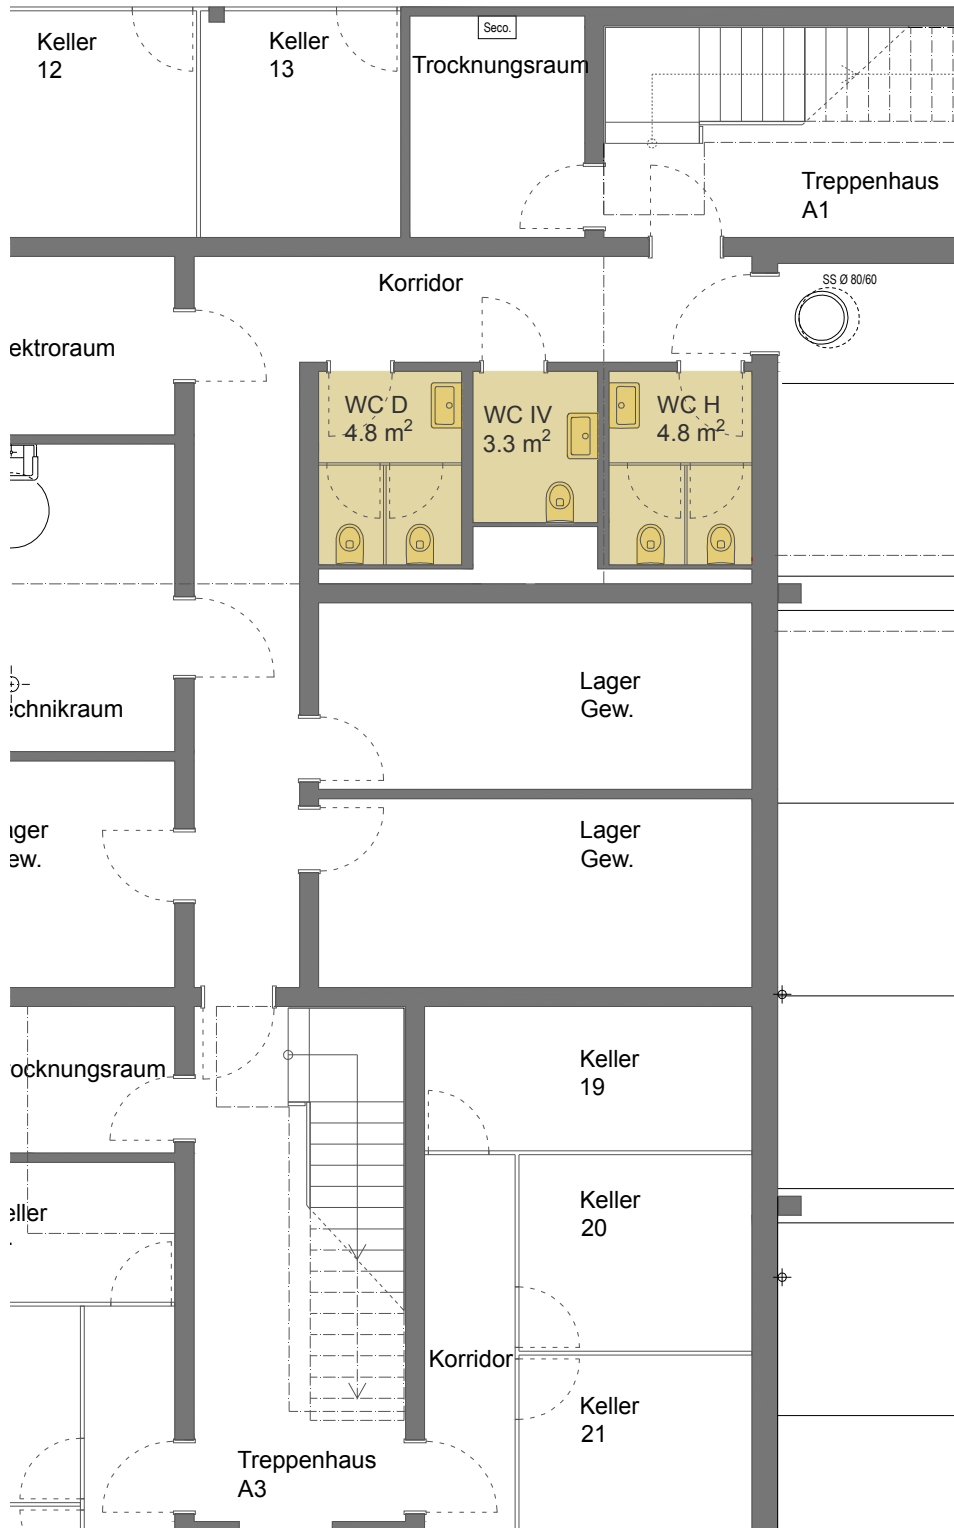 Keller
12
Keller
13
Seco.
Trocknungsraum
Treppenhaus
A1
Korridor
SS Ø 80/60
ektroraum
WC D
4.8 m²
WC IV
3.3 m²
WC H
4.8 m²
Lager
Gew.
echnikraum
Lager
Gew.
ager
ew.
Keller
19
ocknungsraum
Keller
20
eller
Korridor
Keller
21
Treppenhaus
A3